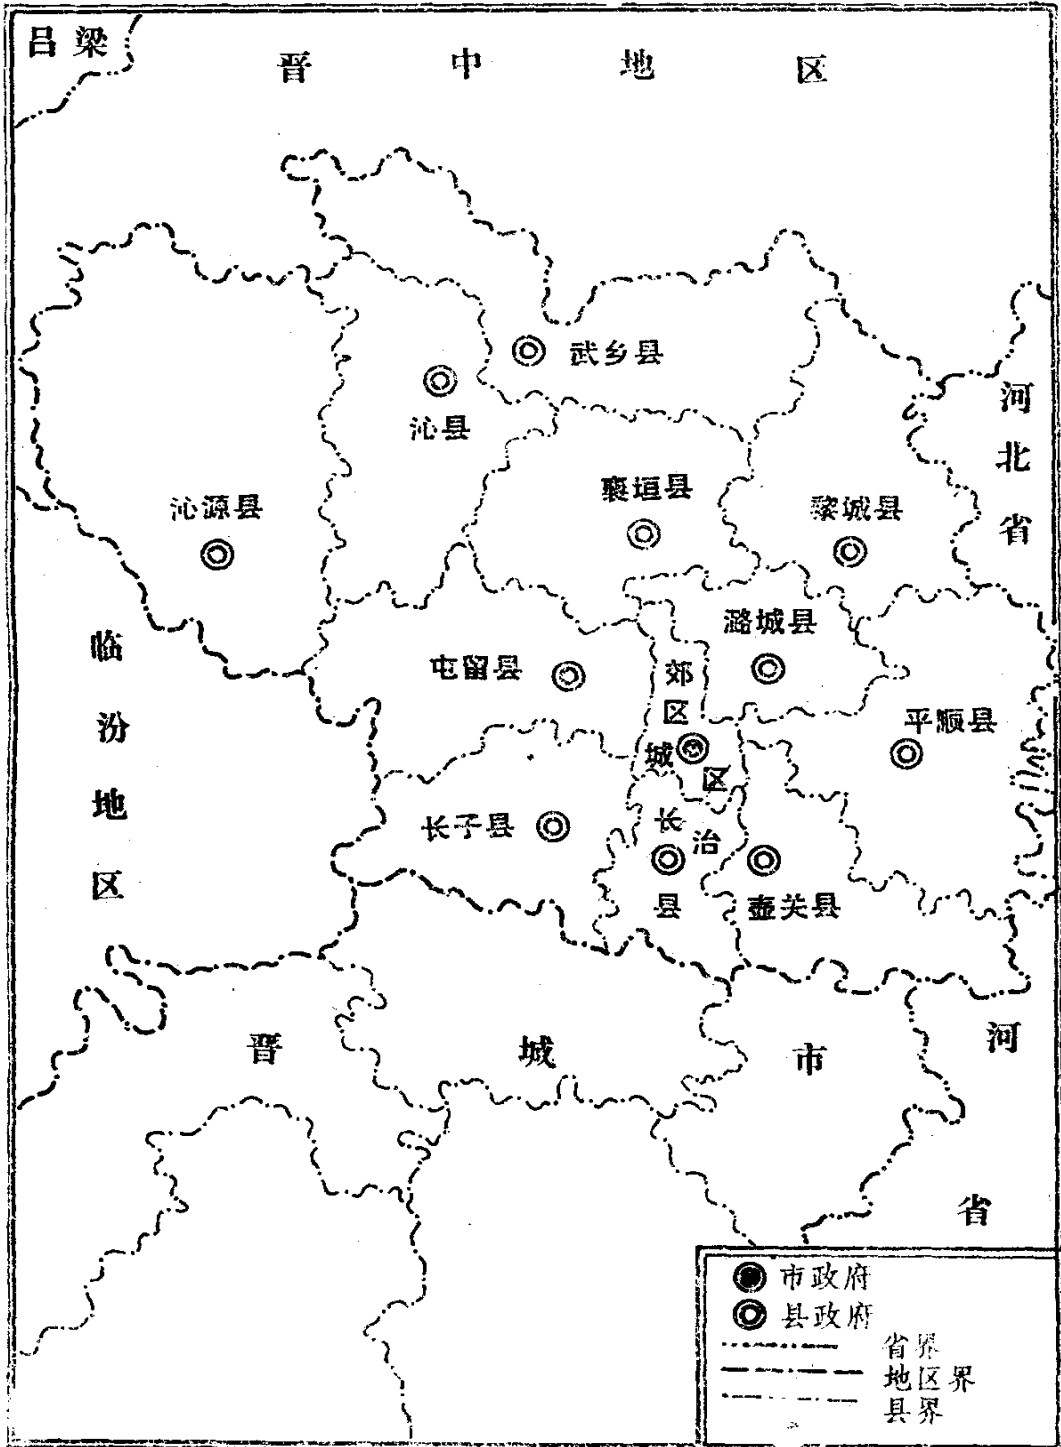 吕梁
晋中地区
武乡县
沁县
河北省
襄垣县
沁源县
黎城县
潞城县
临汾地区
屯留县
郊区
平顺县
城区
长子县
长治县
壶关县
晋城市
河
省
市政府
县政府
省界
地区界
县界